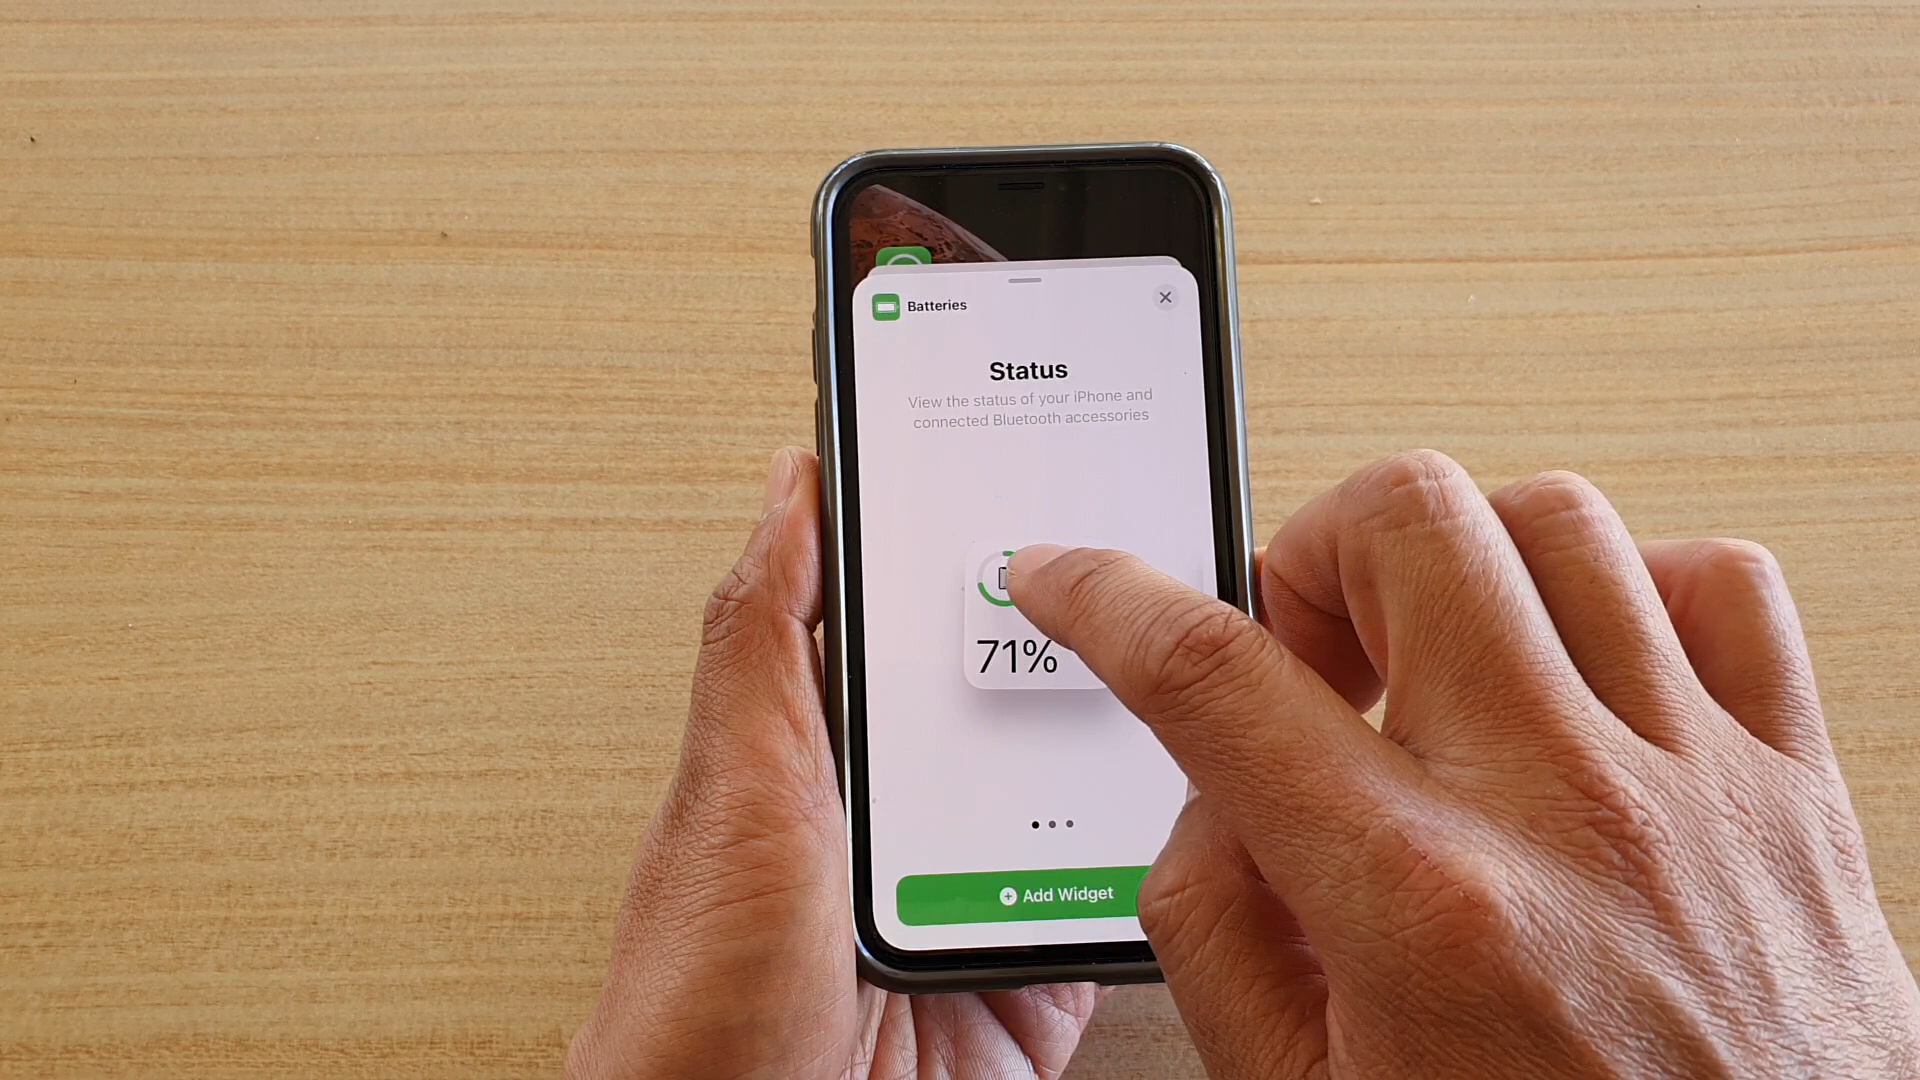 Batteries
Status
View the status of your iPhone and
connected Bluetooth accessories
71%
Add Widget